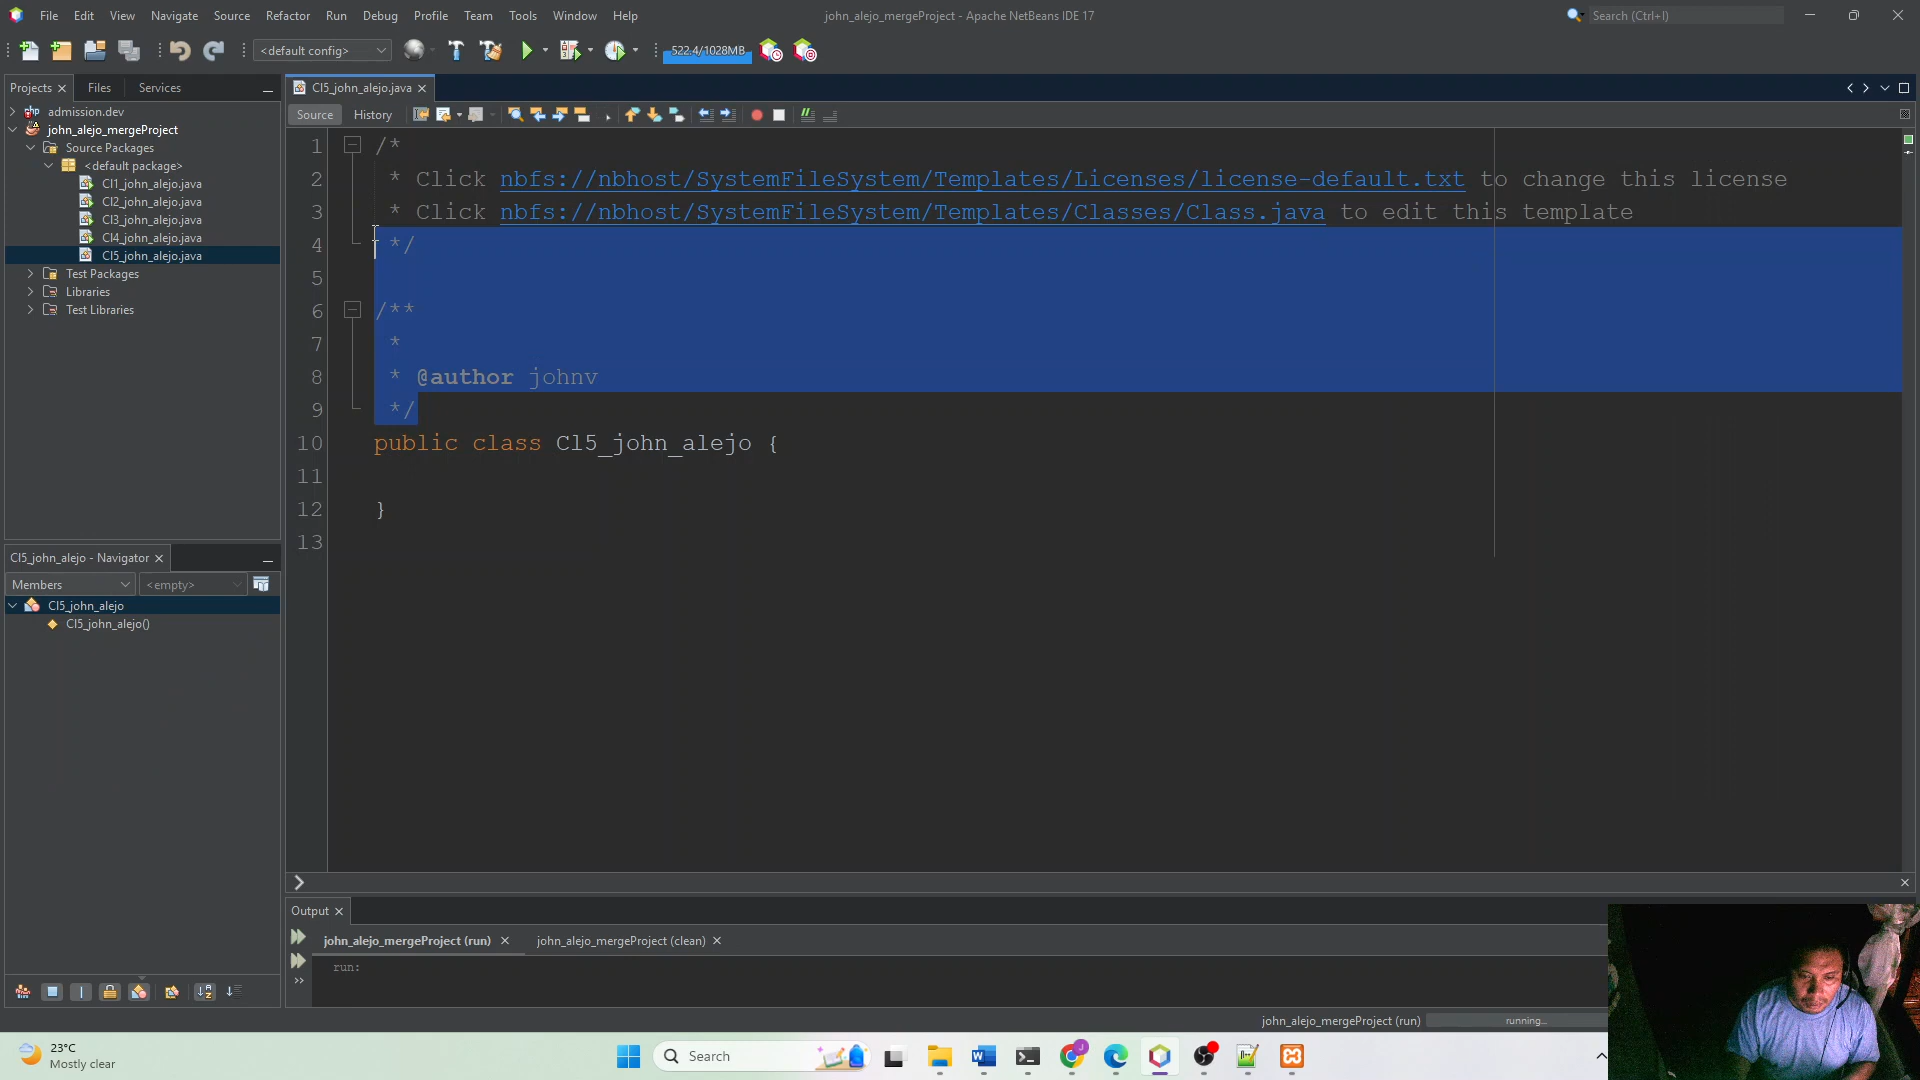 File Edit View Navigate Source Refactor Run Debug Profile Team Tools Window Help
john_alejo_mergeProject - Apache NetBeans IDE 17
Search (Ctrl+I)
<default config>
522.4/1028MB
Projects Files Services
Cl5_john_alejo.java
Source History
admission.dev
john_alejo_mergeProject
Source Packages
<default package>
Cl1_john_alejo.java
Cl2_john_alejo.java
Cl3_john_alejo.java
Cl4_john_alejo.java
Cl5_john_alejo.java
Test Packages
Libraries
Test Libraries
1 /*
2 * Click nbfs://nbhost/SystemFileSystem/Templates/Licenses/license-default.txt to change this license
3 * Click nbfs://nbhost/SystemFileSystem/Templates/Classes/Class.java to edit this template
4 */
5
6 /**
7 *
8 * @author johnv
9 */
10 public class Cl5_john_alejo {
11
12 }
13
Cl5_john_alejo - Navigator
Members <empty>
Cl5_john_alejo
Cl5_john_alejo()
Output
john_alejo_mergeProject (run) john_alejo_mergeProject (clean)
run:
john_alejo_mergeProject (run) running...
23°C
Mostly clear
Search